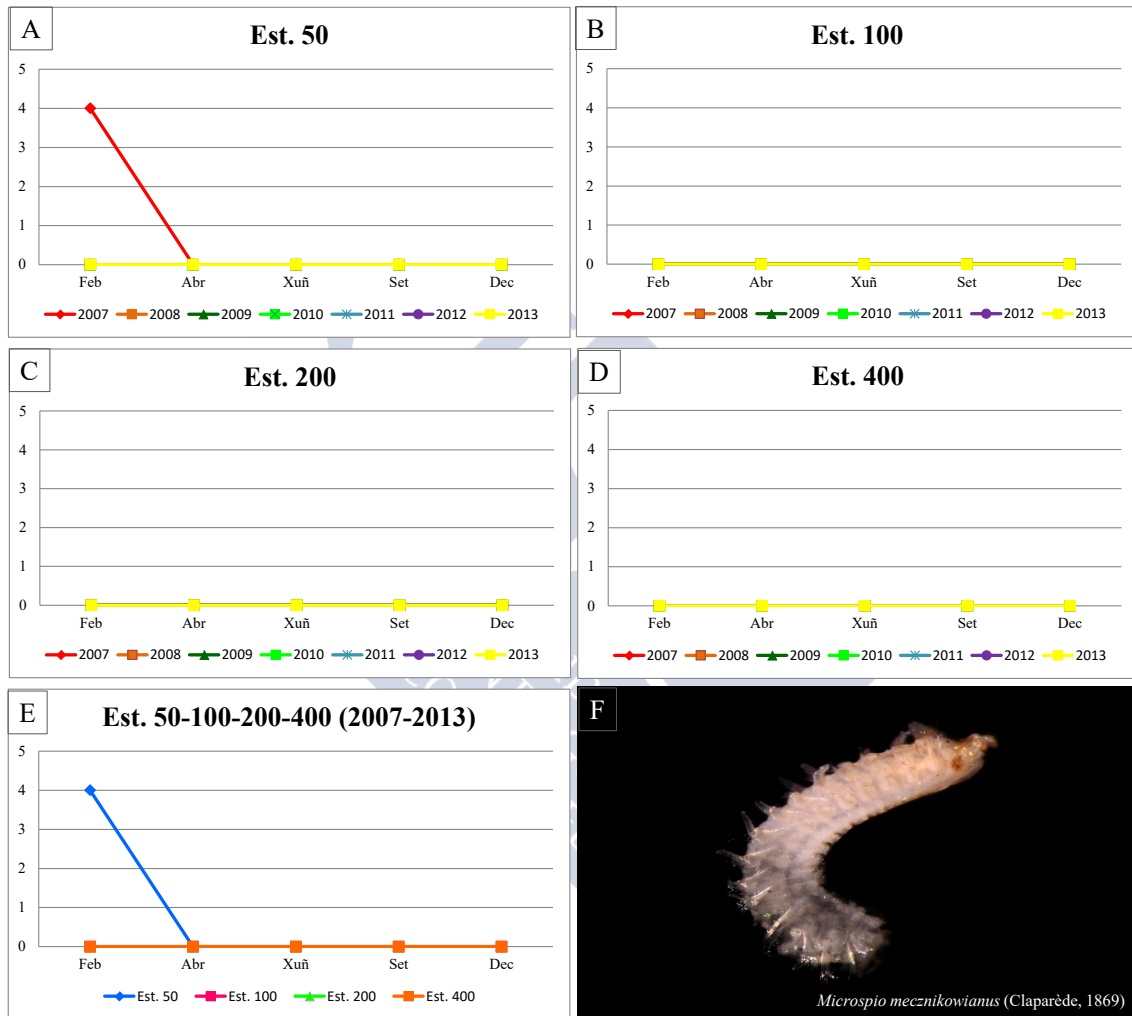 A
Est. 50
5
4
3
2
1
0
Feb Abr Xuñ Set Dec
2007 2008 2009 2010 2011 2012 2013
B
Est. 100
5
4
3
2
1
0
Feb Abr Xuñ Set Dec
2007 2008 2009 2010 2011 2012 2013
C
Est. 200
5
4
3
2
1
0
Feb Abr Xuñ Set Dec
2007 2008 2009 2010 2011 2012 2013
D
Est. 400
5
4
3
2
1
0
Feb Abr Xuñ Set Dec
2007 2008 2009 2010 2011 2012 2013
E
Est. 50-100-200-400 (2007-2013)
5
4
3
2
1
0
Feb Abr Xuñ Set Dec
Est. 50 Est. 100 Est. 200 Est. 400
F
Microspio mecznikowianus (Claparède, 1869)